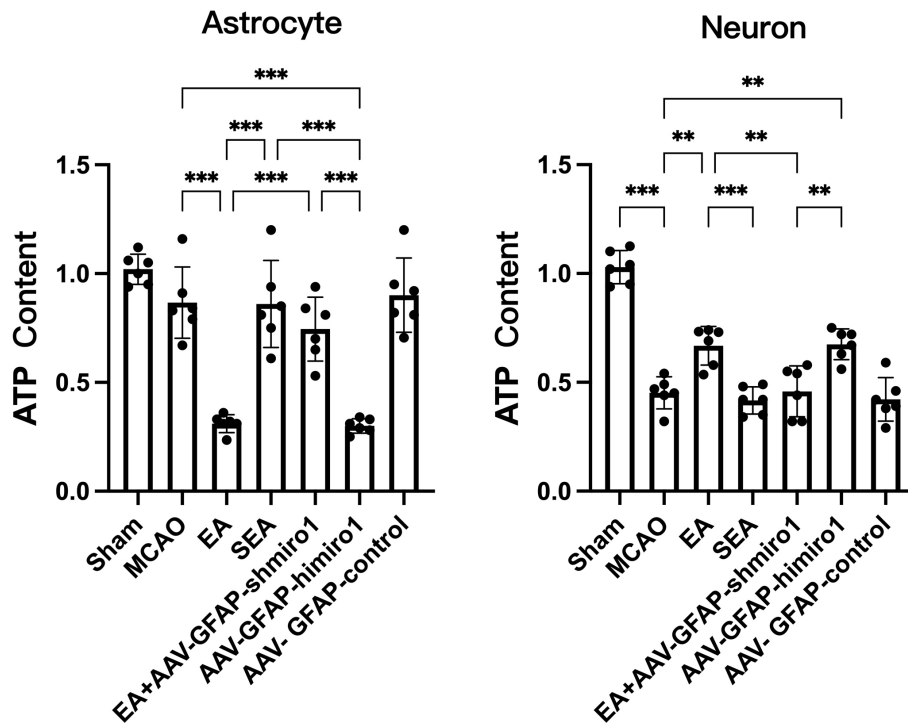 Astrocyte
***
*** ***
*** *** ***
ATP Content
1.5
1.0
0.5
0.0
Sham
MCAO
EA
SEA
EA+AAV-GFAP-shmiro1
AAV-GFAP-himiro1
AAV- GFAP-control
Neuron
**
** **
*** *** **
ATP Content
1.5
1.0
0.5
0.0
Sham
MCAO
EA
SEA
EA+AAV-GFAP-shmiro1
AAV-GFAP-himiro1
AAV- GFAP-control